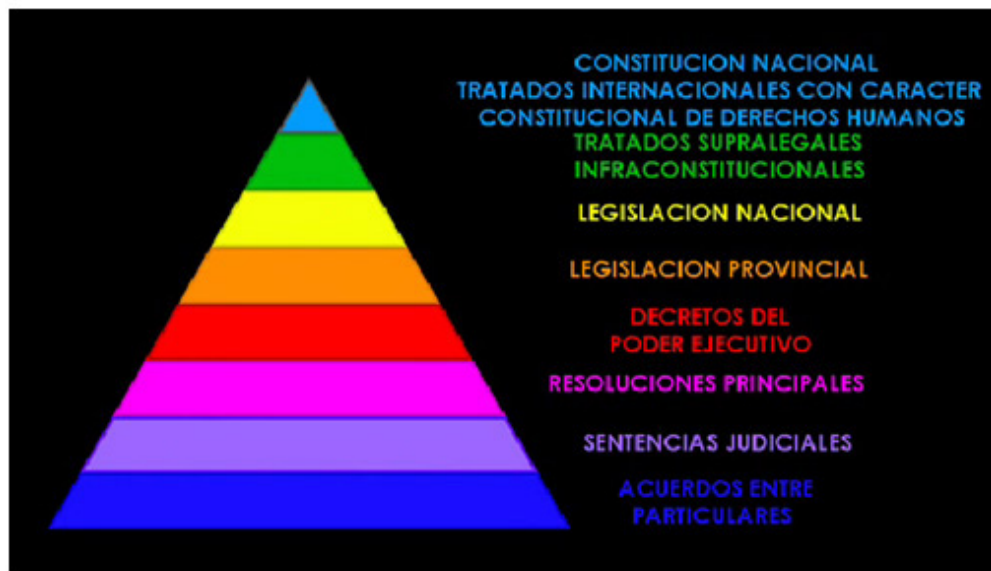 CONSTITUCION NACIONAL
TRATADOS INTERNACIONALES CON CARACTER
CONSTITUCIONAL DE DERECHOS HUMANOS
TRATADOS SUPRALEGALES
INFRACONSTITUCIONALES
LEGISLACION NACIONAL
LEGISLACION PROVINCIAL
DECRETOS DEL
PODER EJECUTIVO
RESOLUCIONES PRINCIPALES
SENTENCIAS JUDICIALES
ACUERDOS ENTRE
PARTICULARES